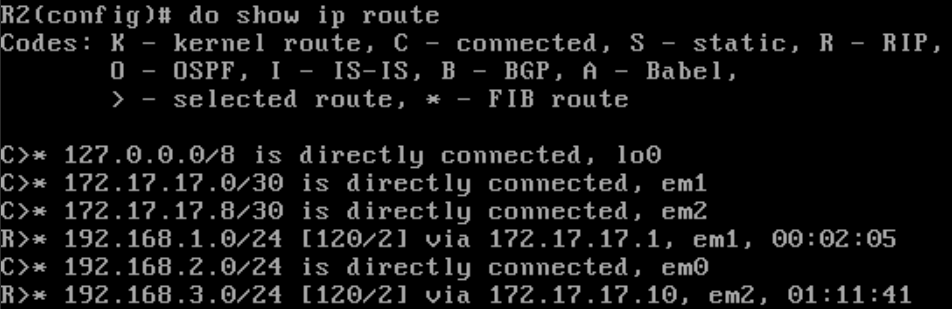 R2(config)# do show ip route
Codes: K - kernel route, C - connected, S - static, R - RIP,
       O - OSPF, I - IS-IS, B - BGP, A - Babel,
       > - selected route, * - FIB route

C>* 127.0.0.0/8 is directly connected, lo0
C>* 172.17.17.0/30 is directly connected, em1
C>* 172.17.17.8/30 is directly connected, em2
R>* 192.168.1.0/24 [120/2] via 172.17.17.1, em1, 00:02:05
C>* 192.168.2.0/24 is directly connected, em0
R>* 192.168.3.0/24 [120/2] via 172.17.17.10, em2, 01:11:41